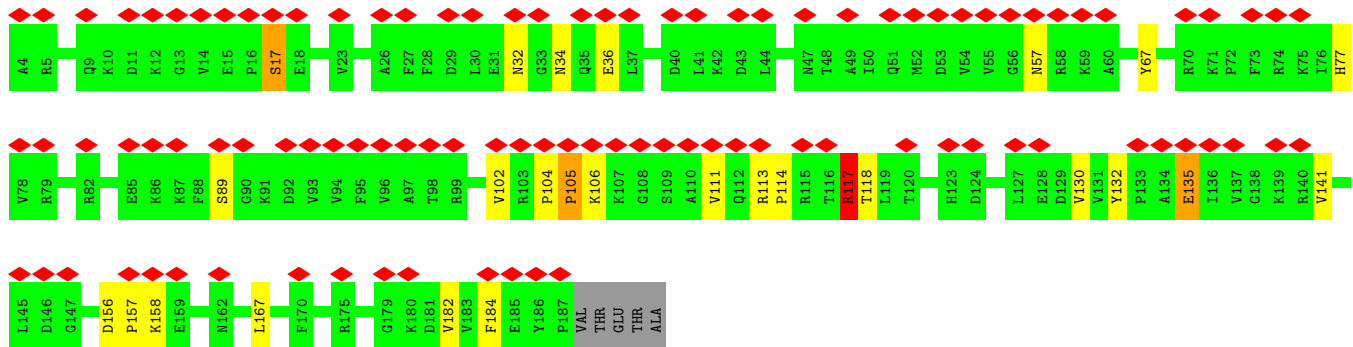 A4 R5 Q9 K10 D11 K12 G13 V14 E15 P16 S17 E18 V23 A26 F27 F28 D29 L30 E31 N32 G33 N34 Q35 E36 L37 D40 L41 K42 D43 L44 N47 T48 A49 I50 Q51 M52 D53 V54 V55 G56 N57 R58 K59 A60 Y67 R70 K71 P72 F73 R74 K75 I76 H77
V78 R79 R82 E85 K86 K87 F88 S89 G90 K91 D92 V93 V94 F95 V96 A97 T98 R99 V102 R103 P104 P105 K106 K107 G108 S109 A110 V111 Q112 R113 P114 R115 T116 R117 T118 L119 T120 H123 D124 L127 E128 D129 V130 V131 Y132 P133 A134 E135 I136 V137 G138 K139 R140 V141
L145 D146 G147 D156 P157 K158 E159 N162 L167 F170 R175 G179 K180 D181 V182 V183 F184 E185 Y186 P187 VAL THR GLU THR ALA